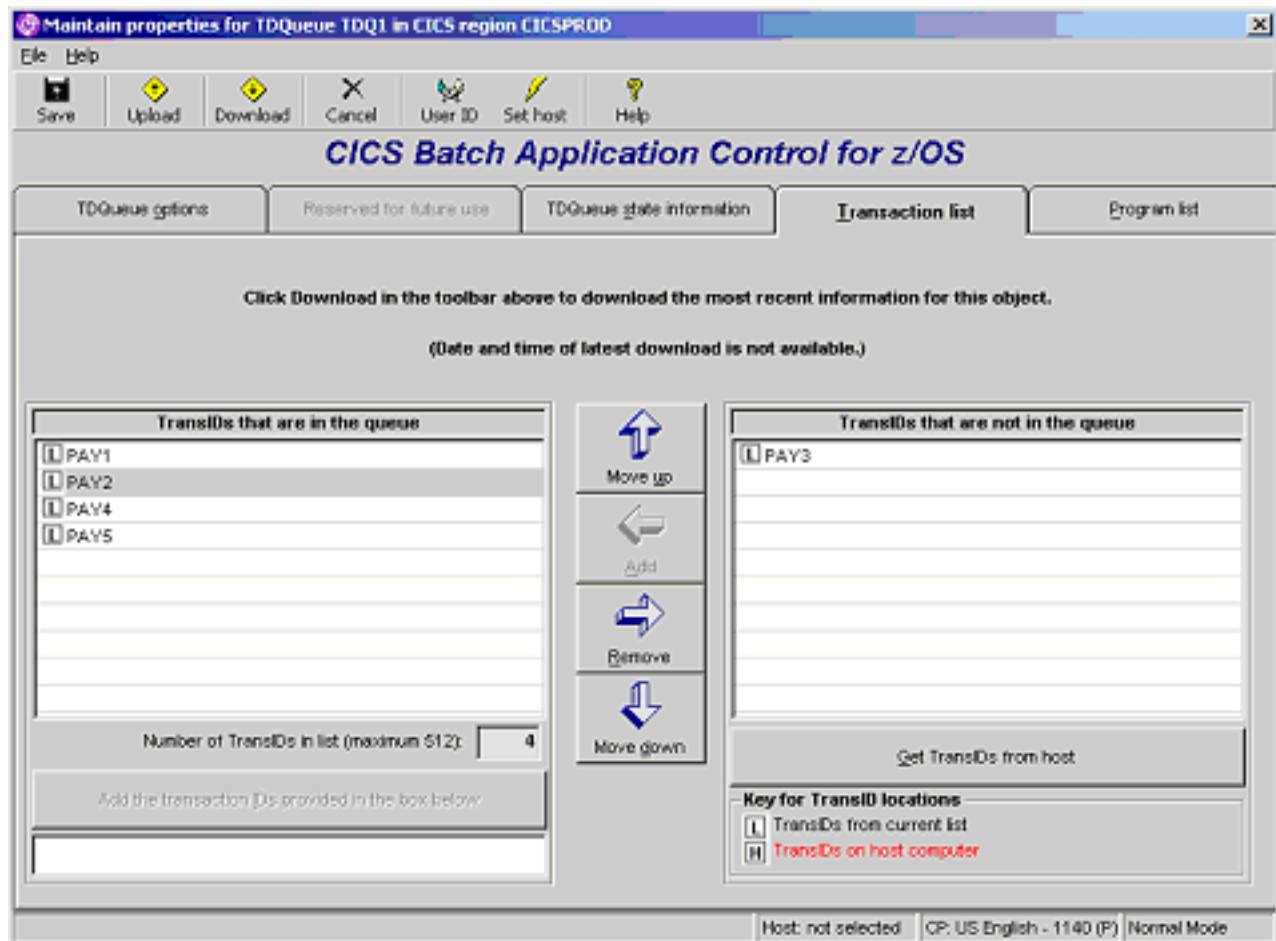 Maintain properties for TDQueue TDQ1 in CICS region CICSPROD
File Help
Save Upload Download Cancel User ID Set host Help
CICS Batch Application Control for z/OS
TDQueue options Reserved for future use TDQueue state information Transaction list Program list
Click Download in the toolbar above to download the most recent information for this object.
(Date and time of latest download is not available.)
TransIDs that are in the queue
L PAY1
L PAY2
L PAY4
L PAY5
Number of TransIDs in list (maximum 512): 4
Add the transaction IDs provided in the box below:
Move up
Add
Remove
Move down
TransIDs that are not in the queue
L PAY3
Get TransIDs from host
Key for TransID locations
L TransIDs from current list
H TransIDs on host computer
Host: not selected CP: US English - 1140 (P) Normal Mode